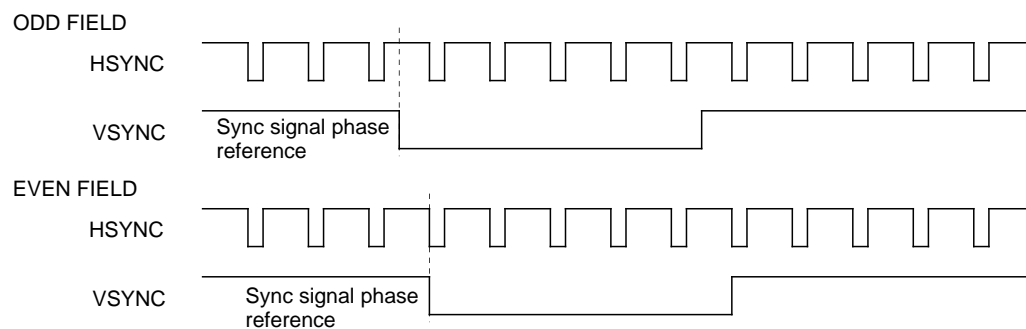 ODD FIELD
HSYNC
VSYNC
Sync signal phase
reference
EVEN FIELD
HSYNC
VSYNC
Sync signal phase
reference